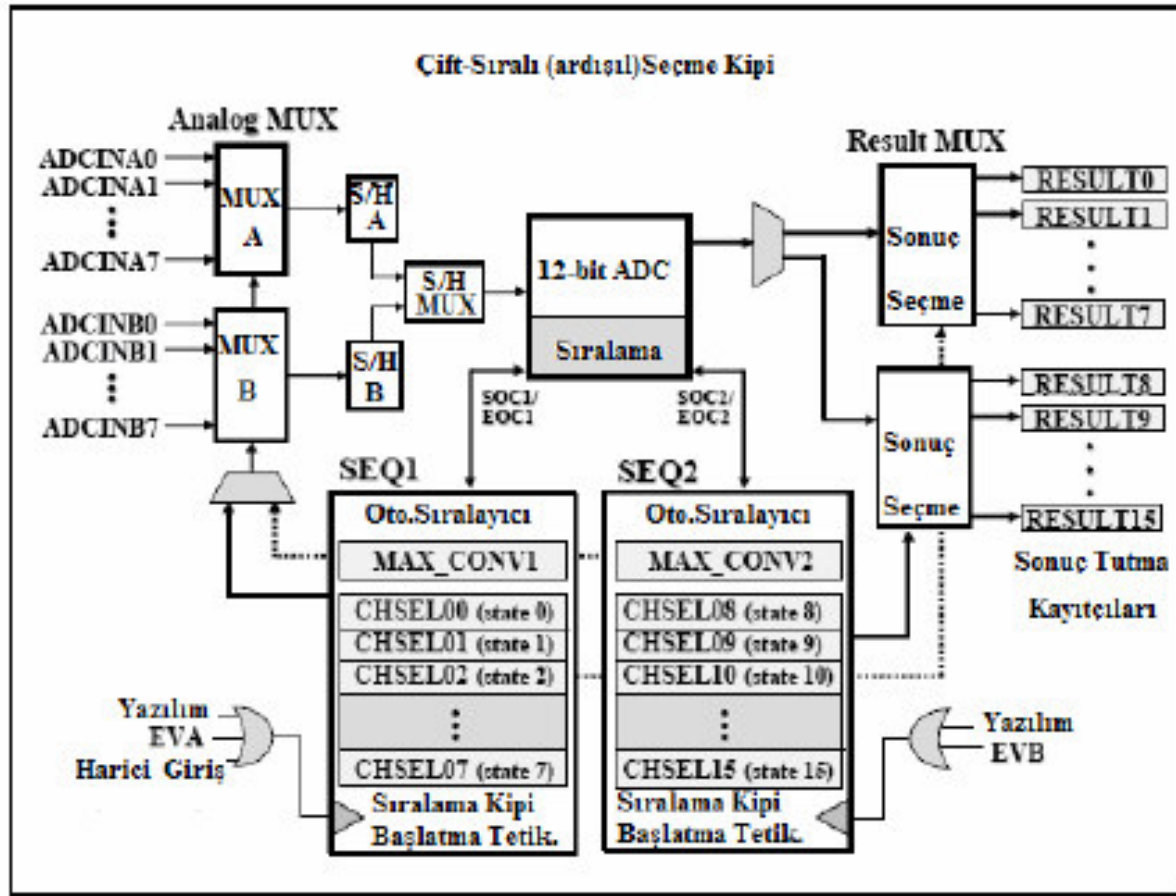 Çift-Sıralı (ardışıl)Seçme Kipi
Analog MUX
ADCINA0
ADCINA1
ADCINA7
MUX
A
ADCINB0
ADCINB1
ADCINB7
MUX
B
S/H
A
S/H
B
S/H
MUX
12-bit ADC
Sıralama
SOC1/
EOC1
SOC2/
EOC2
Result MUX
Sonuç
Seçme
RESULT0
RESULT1
RESULT7
Sonuç
Seçme
RESULT8
RESULT9
RESULT15
Sonuç Tutma
Kayıtçıları
SEQ1
Oto.Sıralayıcı
MAX_CONV1
CHSEL00 (state 0)
CHSEL01 (state 1)
CHSEL02 (state 2)
CHSEL07 (state 7)
Sıralama Kipi
Başlatma Tetik.
SEQ2
Oto.Sıralayıcı
MAX_CONV2
CHSEL08 (state 8)
CHSEL09 (state 9)
CHSEL10 (state 10)
CHSEL15 (state 15)
Sıralama Kipi
Başlatma Tetik.
Yazılım
EVA
Harici Giriş
Yazılım
EVB